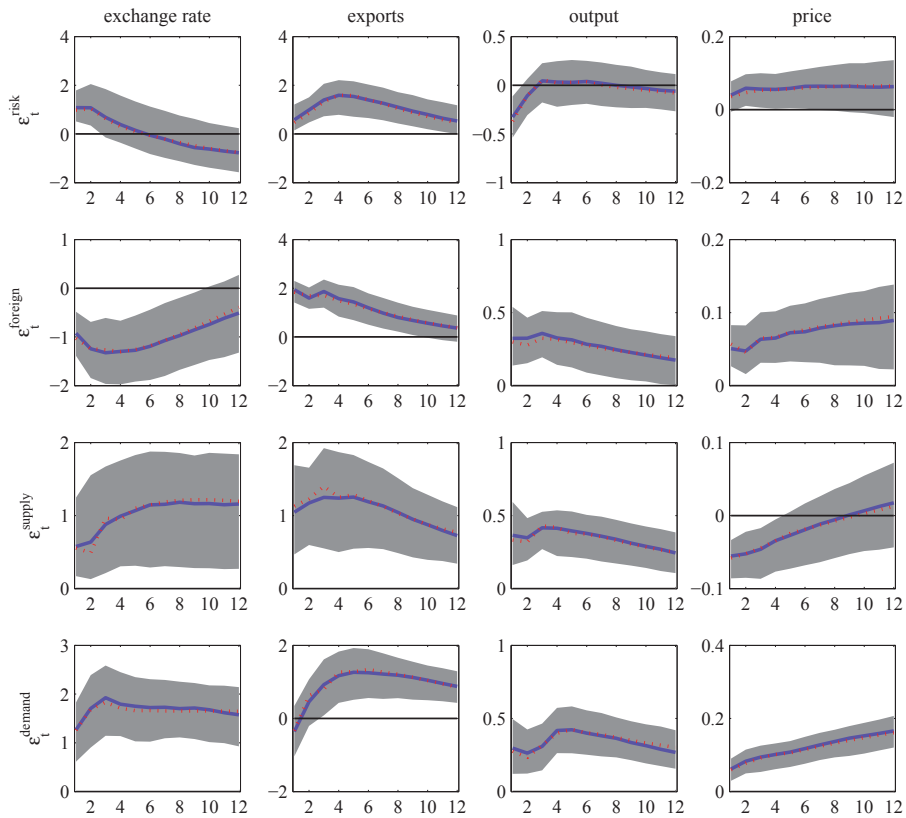 exchange rate exports output price
4 4 0.5 0.2
2 2 0 0
0 0 −0.5
−2 −2 −1 −0.2
ε_t^risk
2 4 6 8 10 12 2 4 6 8 10 12 2 4 6 8 10 12 2 4 6 8 10 12
1 4 1 0.2
0 2 0.5 0.1
−1 0
−2 −2 0 0
ε_t^foreign
2 4 6 8 10 12 2 4 6 8 10 12 2 4 6 8 10 12 2 4 6 8 10 12
2 2 1 0.1
1 1 0.5 0
0 0 0 −0.1
ε_t^supply
2 4 6 8 10 12 2 4 6 8 10 12 2 4 6 8 10 12 2 4 6 8 10 12
3 2 1 0.4
2 0 0.5 0.2
1
0 −2 0 0
ε_t^demand
2 4 6 8 10 12 2 4 6 8 10 12 2 4 6 8 10 12 2 4 6 8 10 12